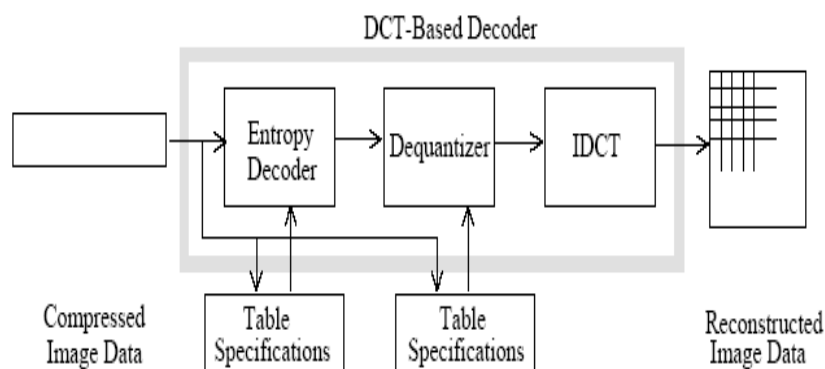 DCT-Based Decoder
Entropy
Decoder
Dequantizer
IDCT
Compressed
Image Data
Table
Specifications
Table
Specifications
Reconstructed
Image Data